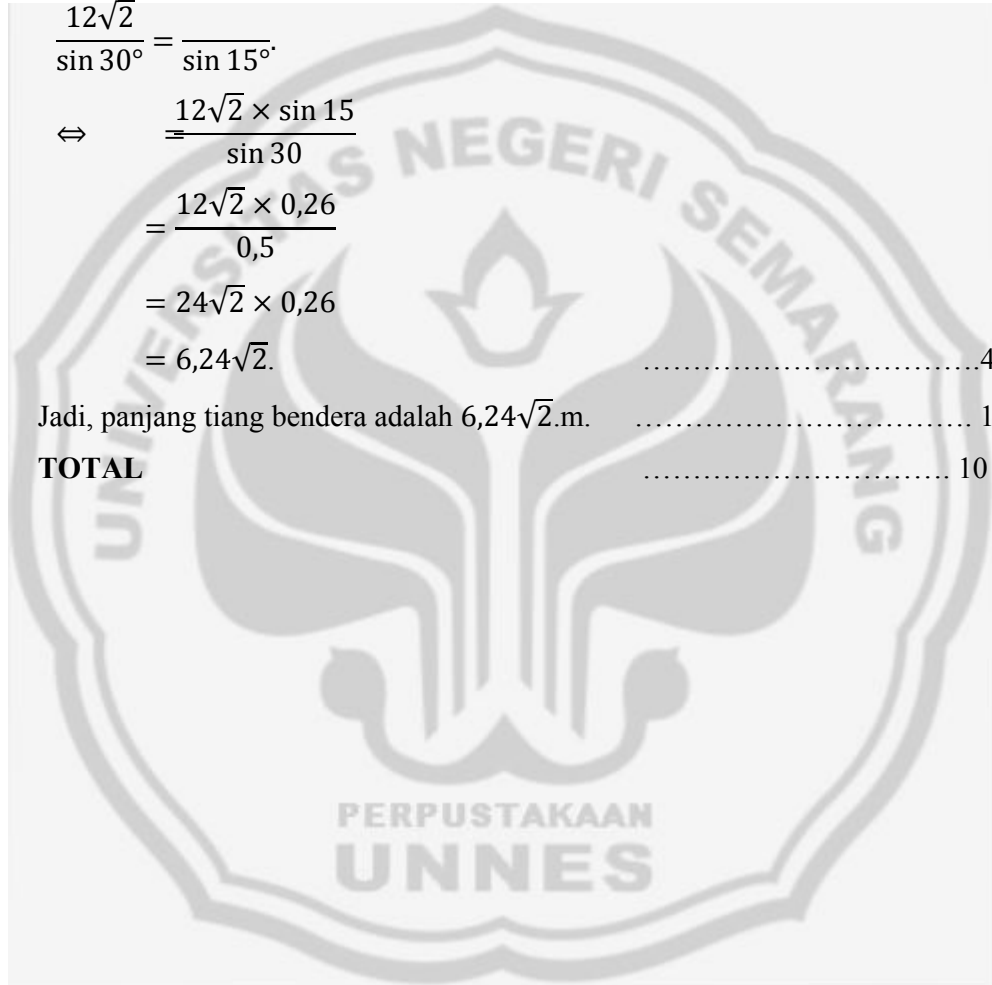 12√2 / sin 30° = / sin 15°.
⇔ = 12√2 × sin 15 / sin 30
= 12√2 × 0,26 / 0,5
= 24√2 × 0,26
= 6,24√2. ……………………………4
Jadi, panjang tiang bendera adalah 6,24√2.m. ……………………………. 1
TOTAL …………………………. 10
UNIVERSITAS NEGERI SEMARANG
PERPUSTAKAAN
UNNES